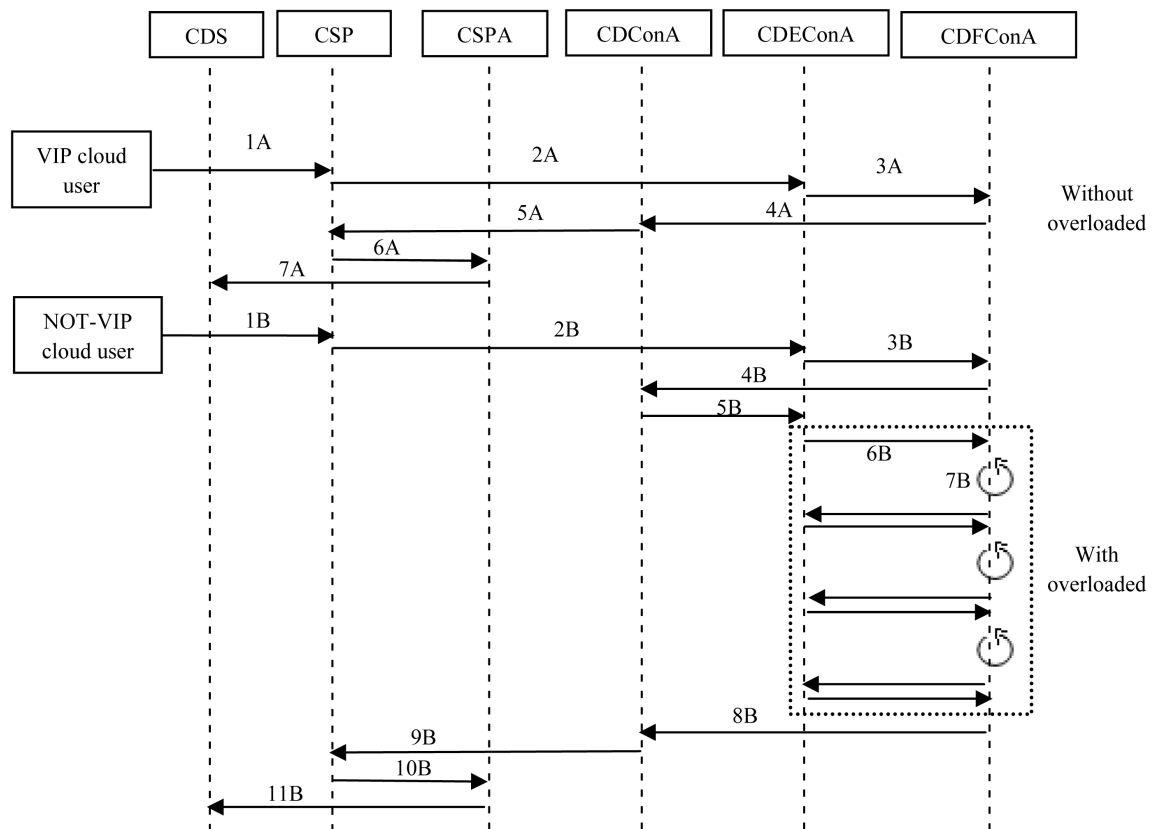 CDS
CSP
CSPA
CDConA
CDEConA
CDFConA
VIP cloud
user
1A
2A
3A
4A
5A
6A
7A
Without
overloaded
NOT-VIP
cloud user
1B
2B
3B
4B
5B
6B
7B
With
overloaded
8B
9B
10B
11B